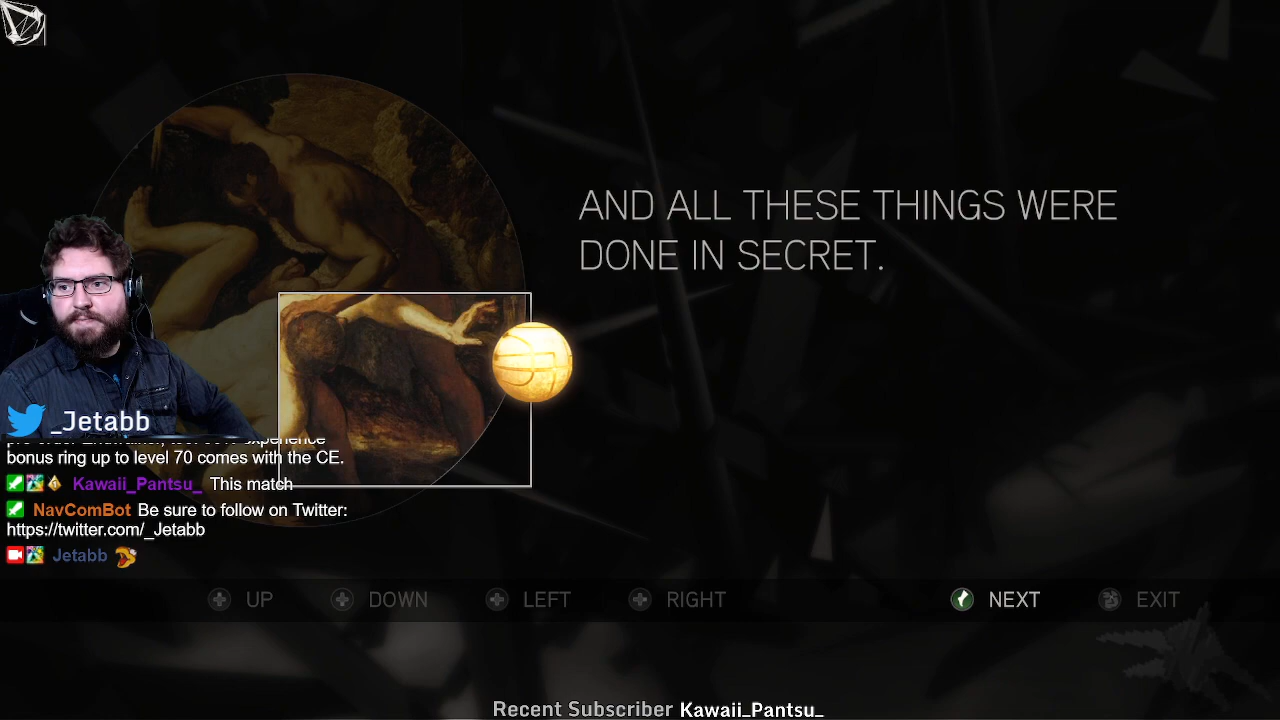 AND ALL THESE THINGS WERE
DONE IN SECRET.
_Jetabb
experience
bonus ring up to level 70 comes with the CE.
Kawaii_Pantsu_ This match
NavComBot Be sure to follow on Twitter:
https://twitter.com/_Jetabb
Jetabb
UP DOWN LEFT RIGHT NEXT EXIT
Recent Subscriber Kawaii_Pantsu_